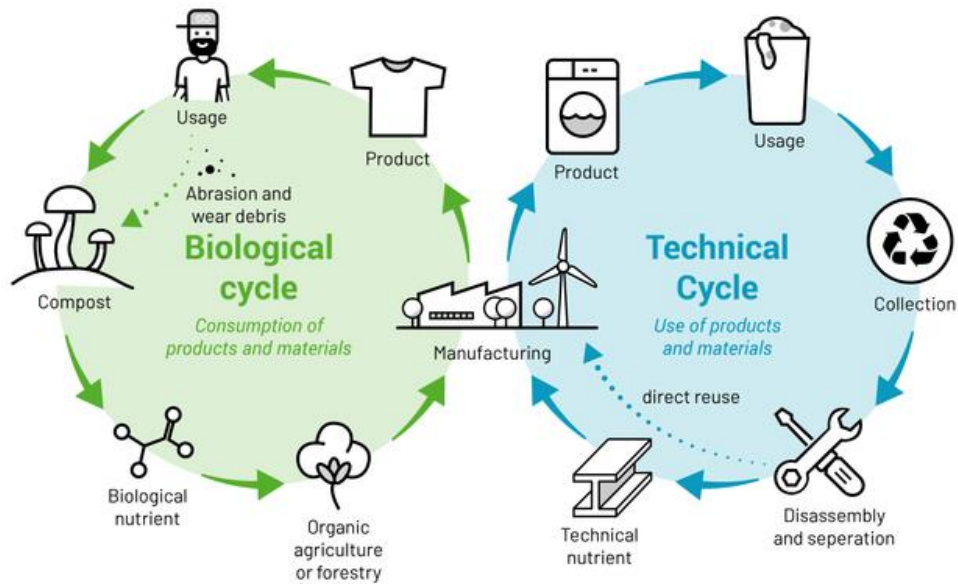 Usage
Product
Abrasion and
wear debris
Biological
cycle
Consumption of
products and materials
Compost
Biological
nutrient
Organic
agriculture
or forestry
Manufacturing
Product
Usage
Technical
Cycle
Use of products
and materials
Collection
direct reuse
Disassembly
and seperation
Technical
nutrient